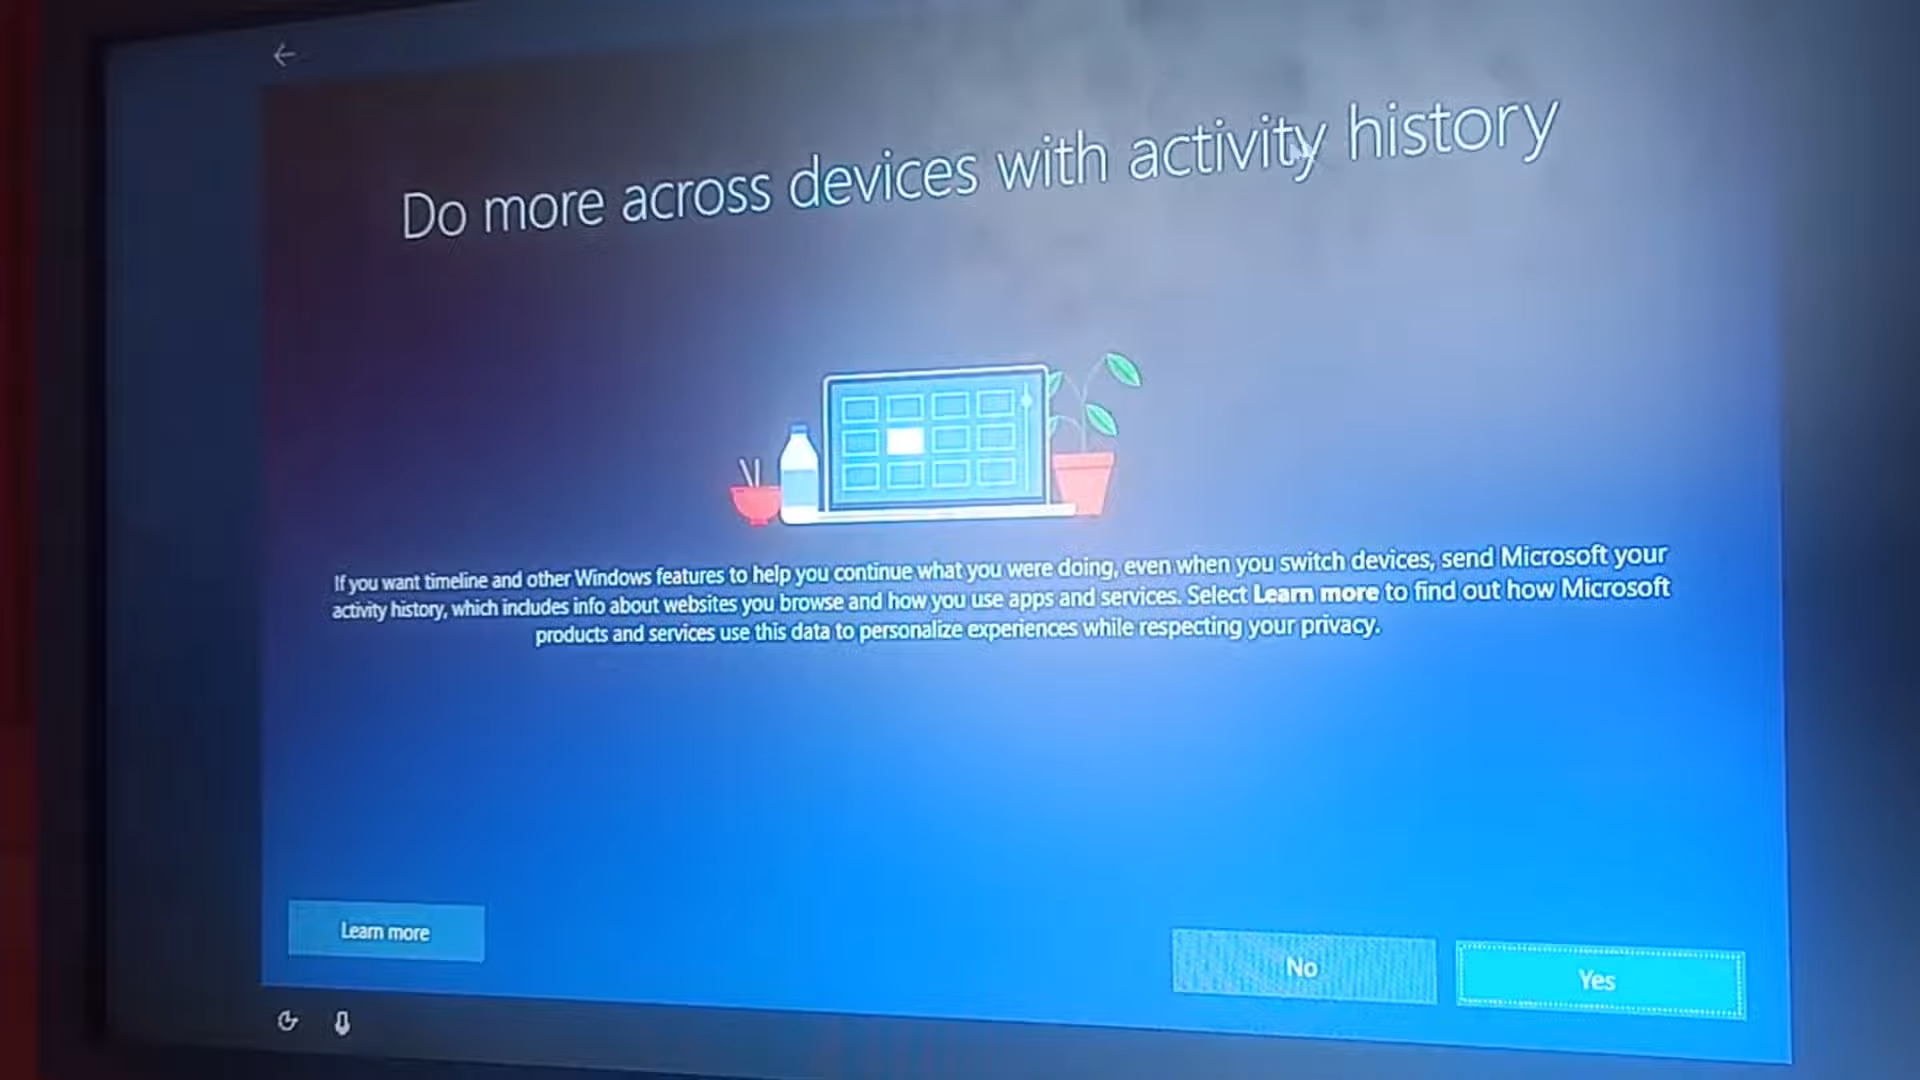 Do more across devices with activity history
If you want timeline and other Windows features to help you continue what you were doing, even when you switch devices, send Microsoft your
activity history, which includes info about websites you browse and how you use apps and services. Select Learn more to find out how Microsoft
products and services use this data to personalize experiences while respecting your privacy.
Learn more
No
Yes